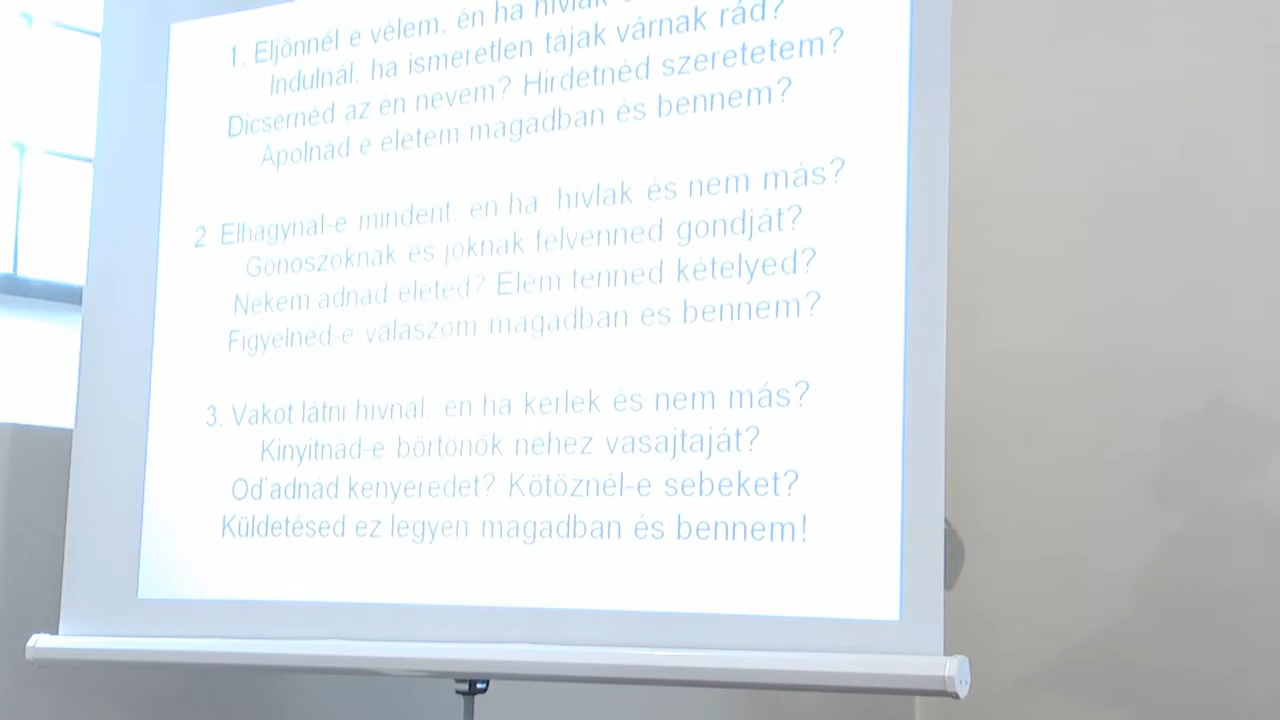 1. Eljönnél e vélem, én ha hívlak
Indulnál, ha ismeretlen tájak várnak rád?
Dicsérnéd az én nevem? Hirdetnéd szeretetem?
Ápolnád e életem magadban és bennem?
2. Elhagynál-e mindent, én ha hívlak és nem más?
Gonoszoknak és jóknak felvennéd gondját?
Nekem adnád életed? Elém tennéd kételyed?
Figyelnéd-e válaszom magadban és bennem?
3. Vakot látni hívnál, én ha kérlek és nem más?
Kinyitnád-e börtönök nehéz vasajtaját?
Od'adnád kenyeredet? Kötöznél-e sebeket?
Küldetésed ez legyen magadban és bennem!